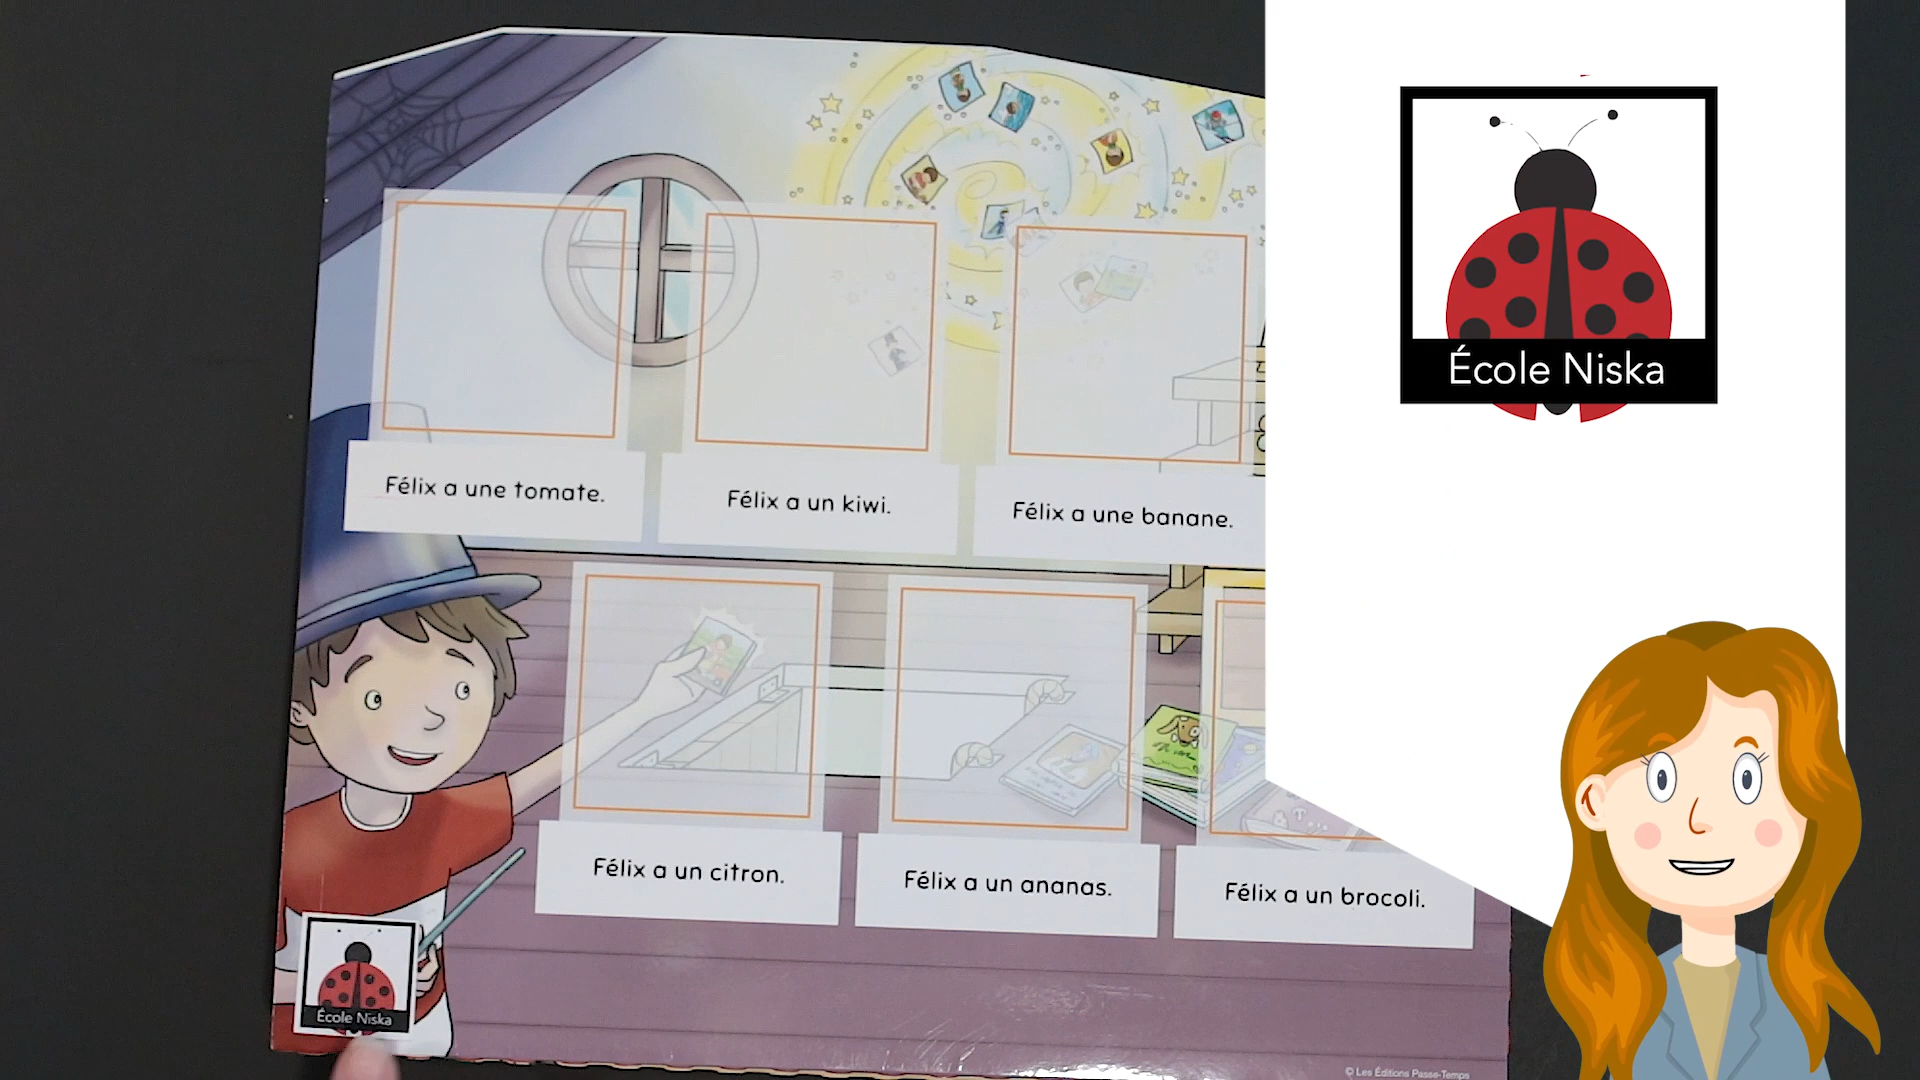 École Niska
Félix a une tomate.
Félix a un kiwi.
Félix a une banane.
Félix a un citron.
Félix a un ananas.
Félix a un brocoli.
École Niska
© Les Éditions Passe-Temps